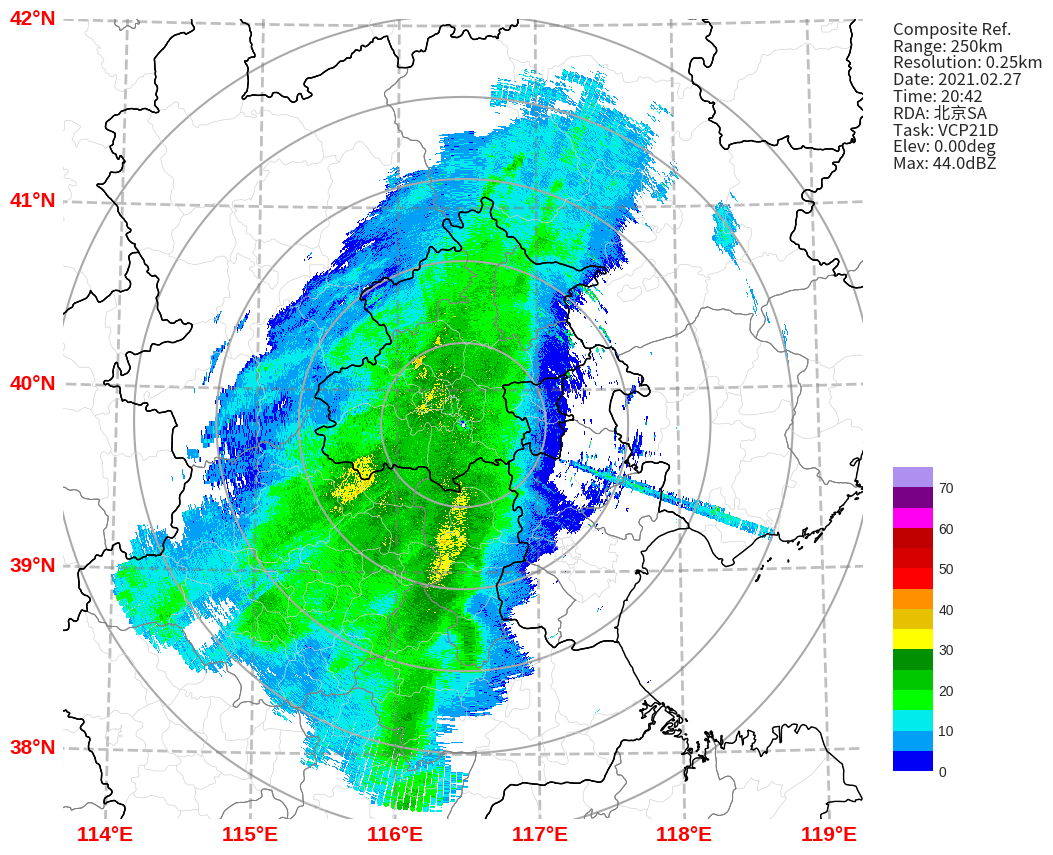 42°N
41°N
40°N
39°N
38°N
114°E
115°E
116°E
117°E
118°E
119°E
Composite Ref.
Range: 250km
Resolution: 0.25km
Date: 2021.02.27
Time: 20:42
RDA: 北京SA
Task: VCP21D
Elev: 0.00deg
Max: 44.0dBZ
70
60
50
40
30
20
10
0